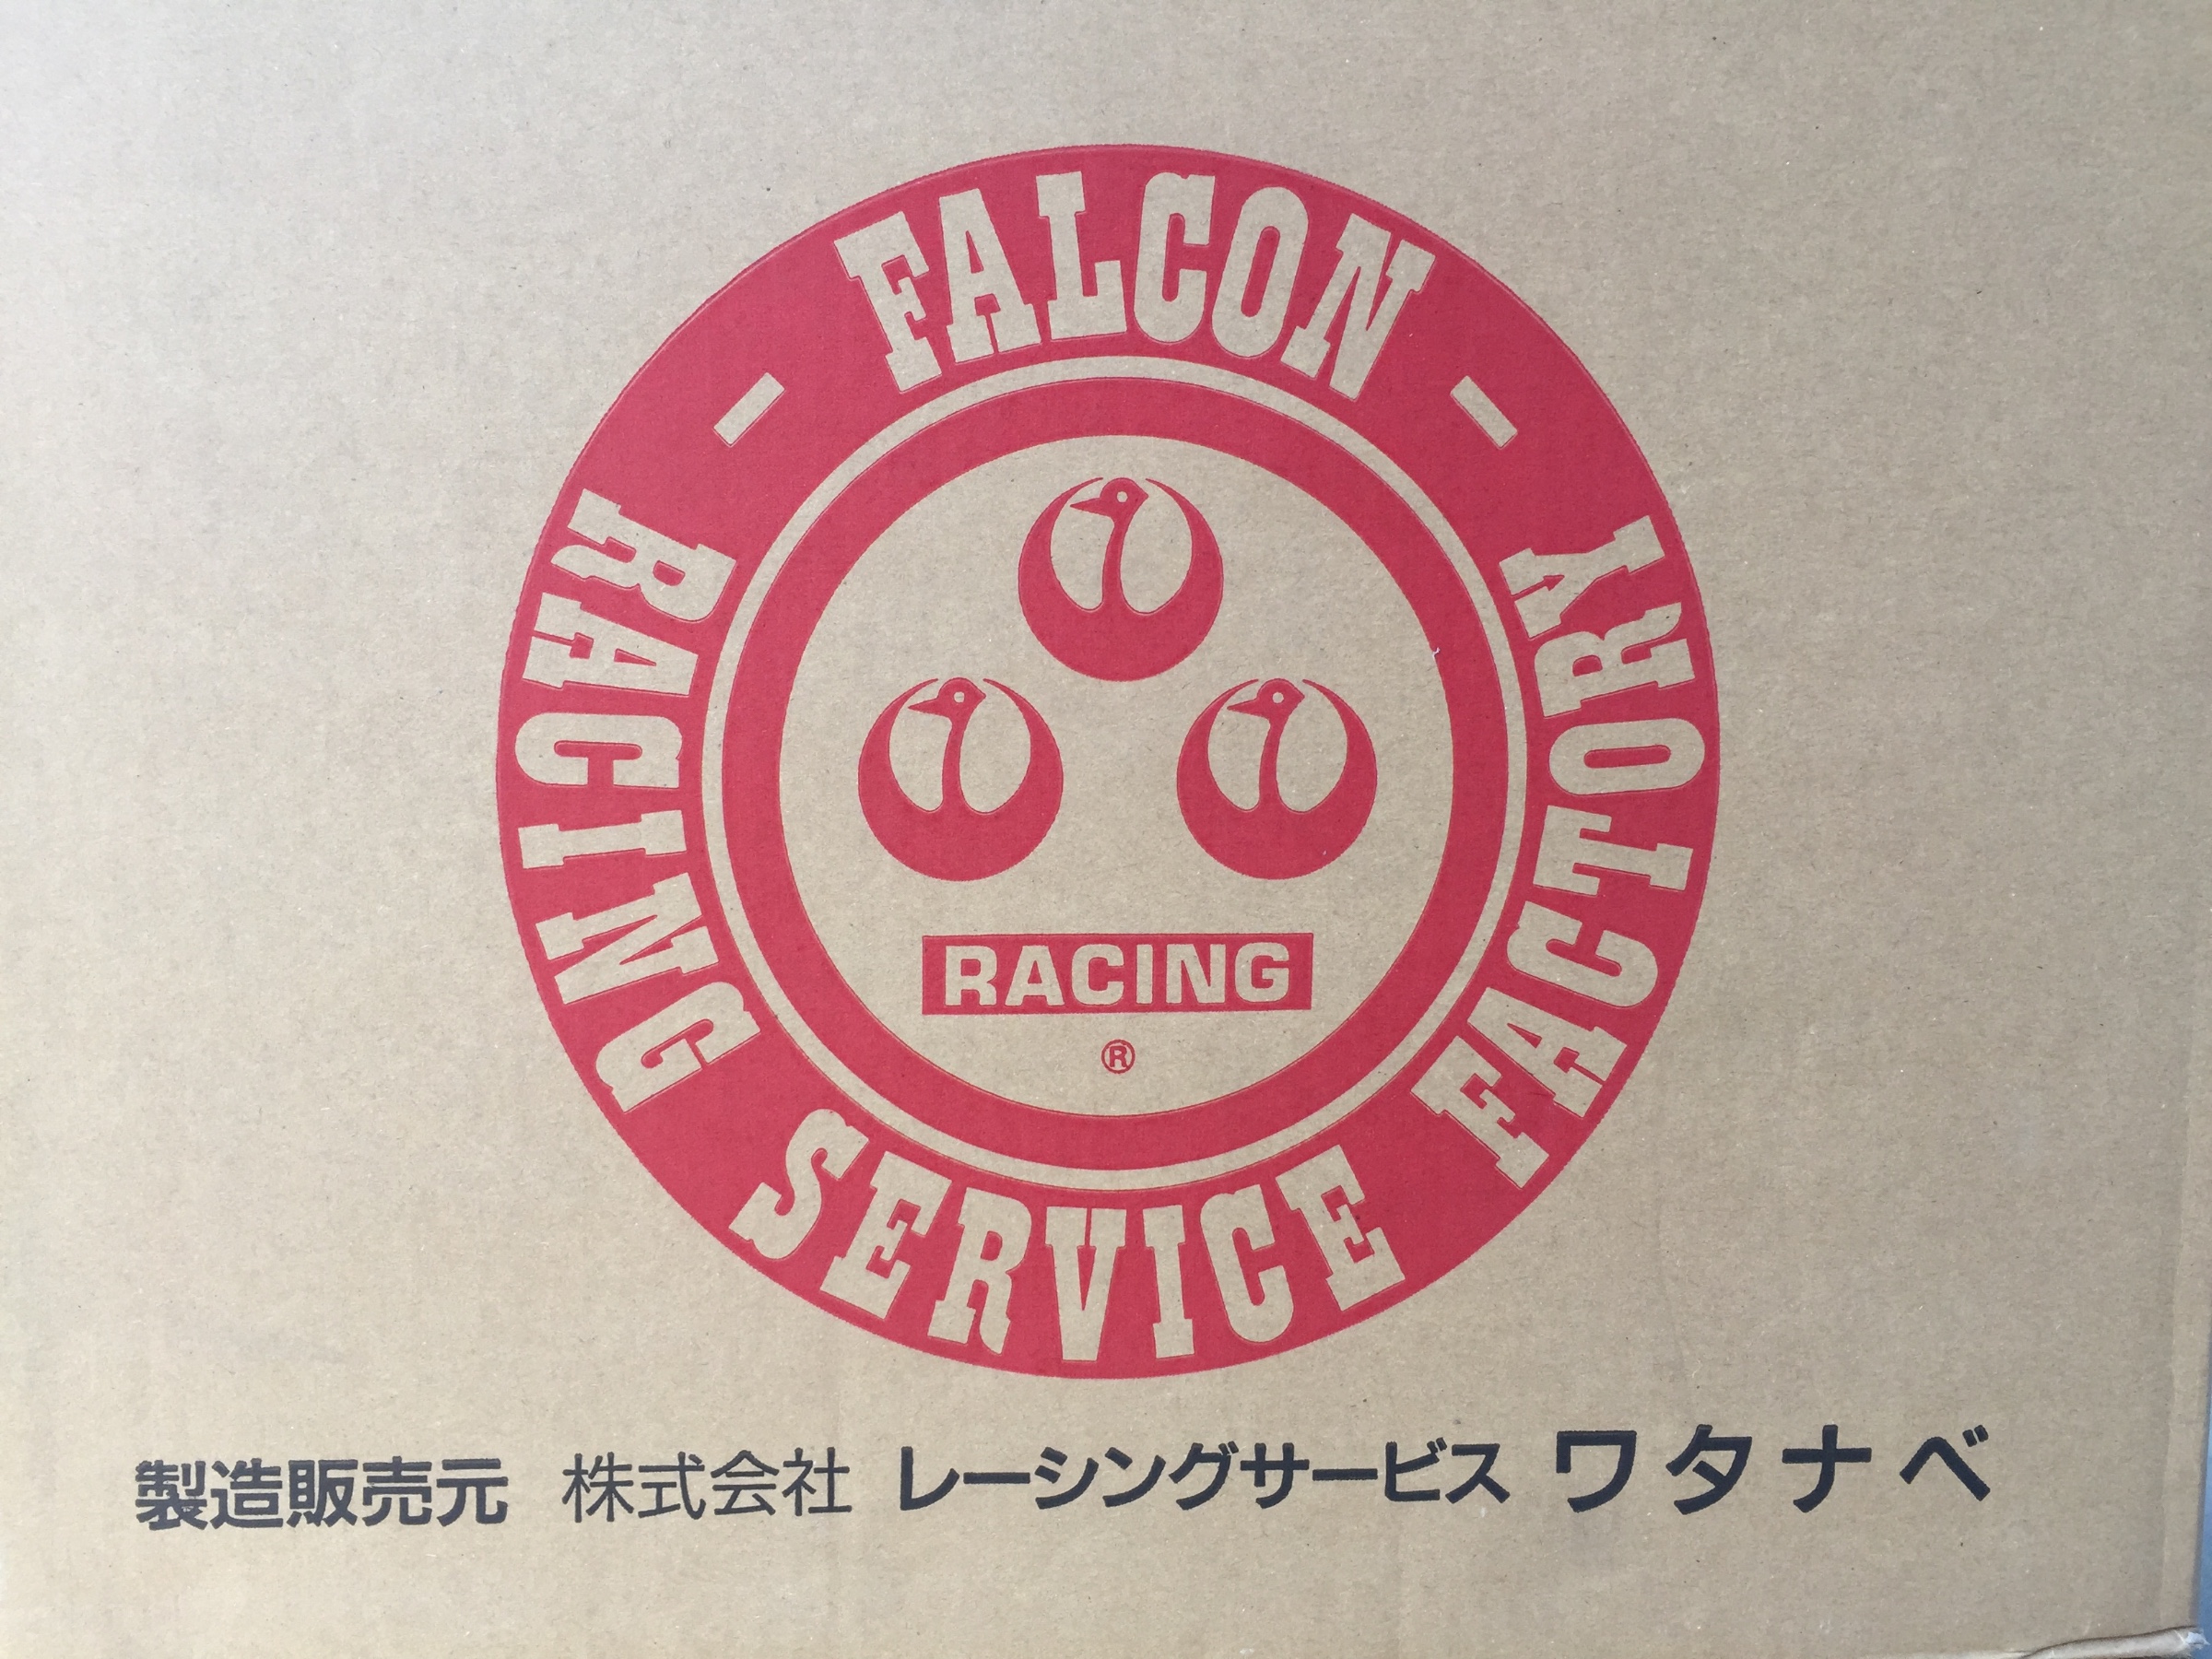 - FALCON -
RACING SERVICE FACTORY
RACING
®
製造販売元 株式会社 レーシングサービス ワタナベ